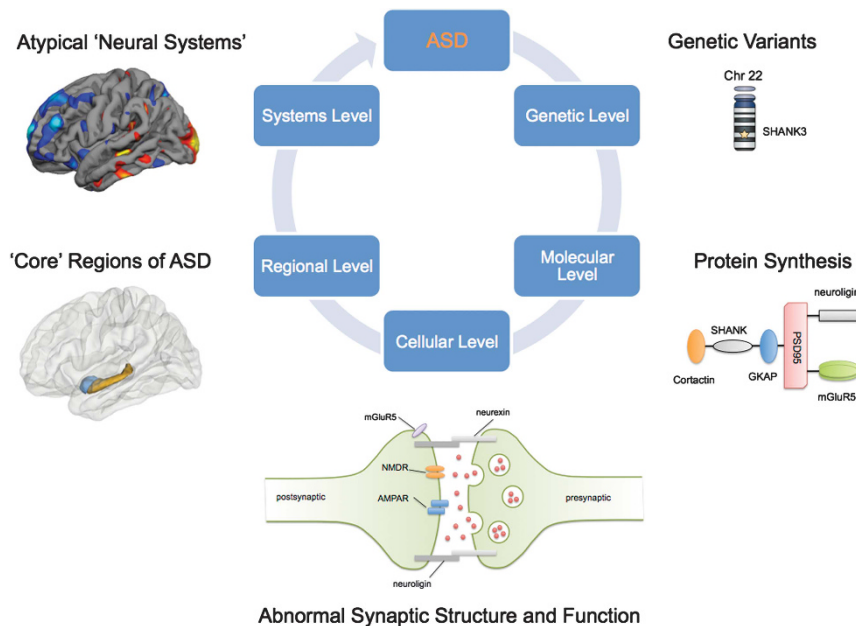 Atypical ‘Neural Systems’
ASD
Genetic Variants
Chr 22
SHANK3
Systems Level
Genetic Level
‘Core’ Regions of ASD
Regional Level
Molecular
Level
Protein Synthesis
Cellular Level
neuroligin
SHANK
PSD95
Cortactin
GKAP
mGluR5
mGluR5
neurexin
NMDR
AMPAR
postsynaptic
presynaptic
neuroligin
Abnormal Synaptic Structure and Function